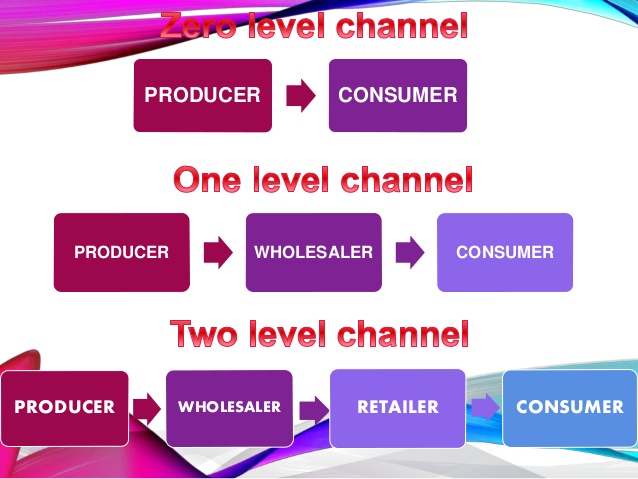 Zero level channel
PRODUCER CONSUMER
One level channel
PRODUCER WHOLESALER CONSUMER
Two level channel
PRODUCER WHOLESALER RETAILER CONSUMER